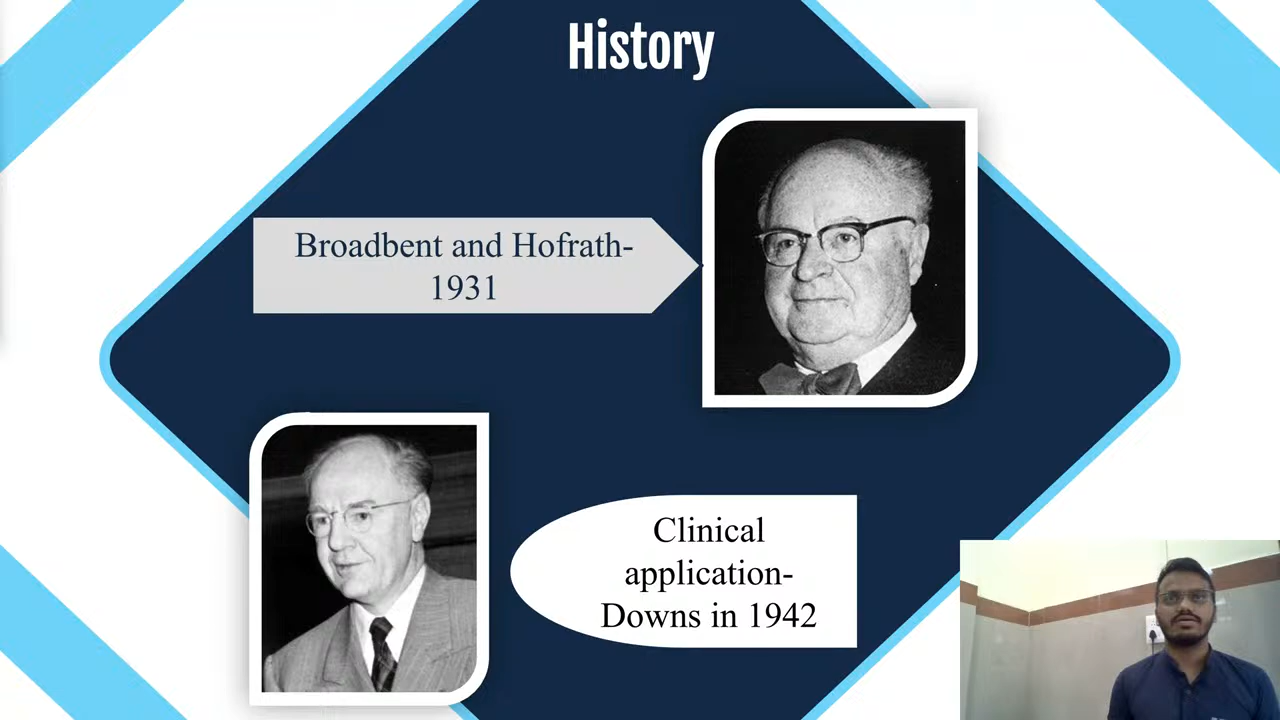 History
Broadbent and Hofrath-
1931
Clinical
application-
Downs in 1942